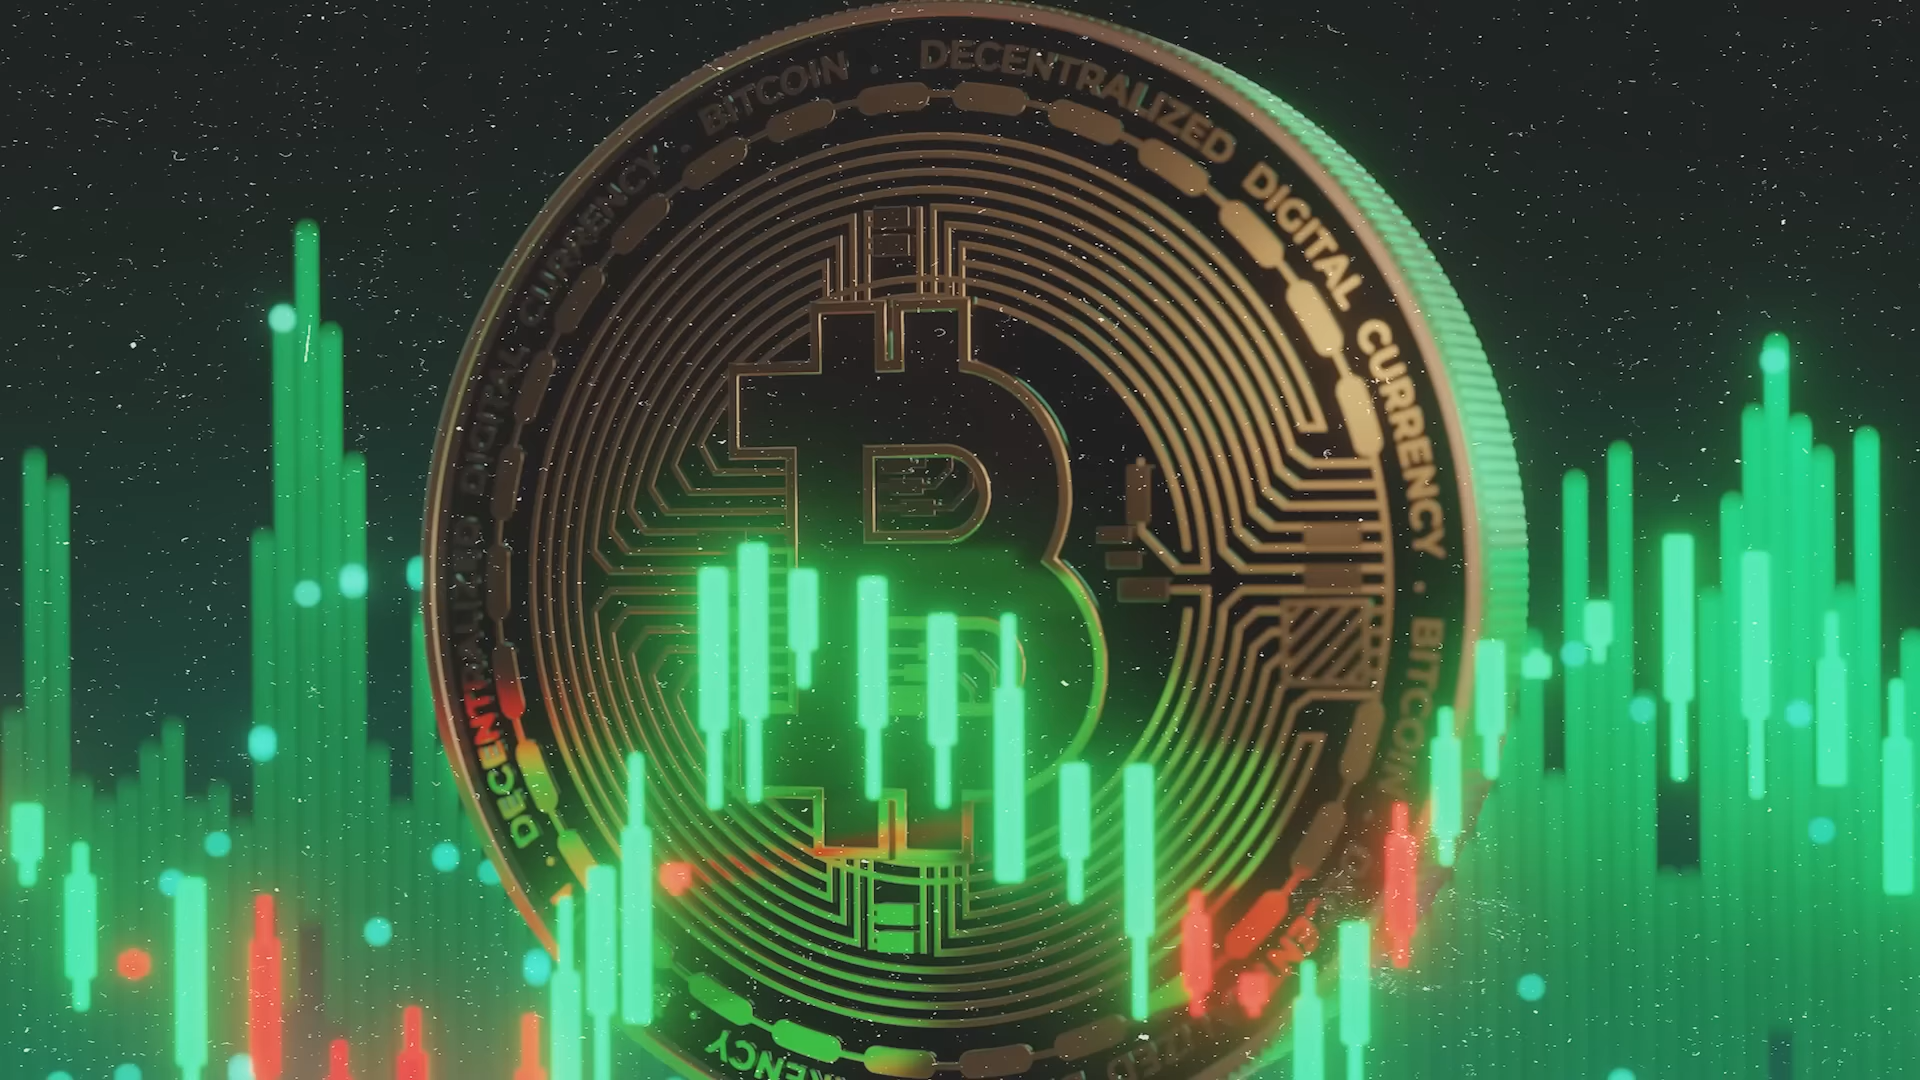 BITCOIN . DECENTRALIZED DIGITAL CURRENCY . BITCOIN
DECENTRALIZED DIGITAL CURRENCY .